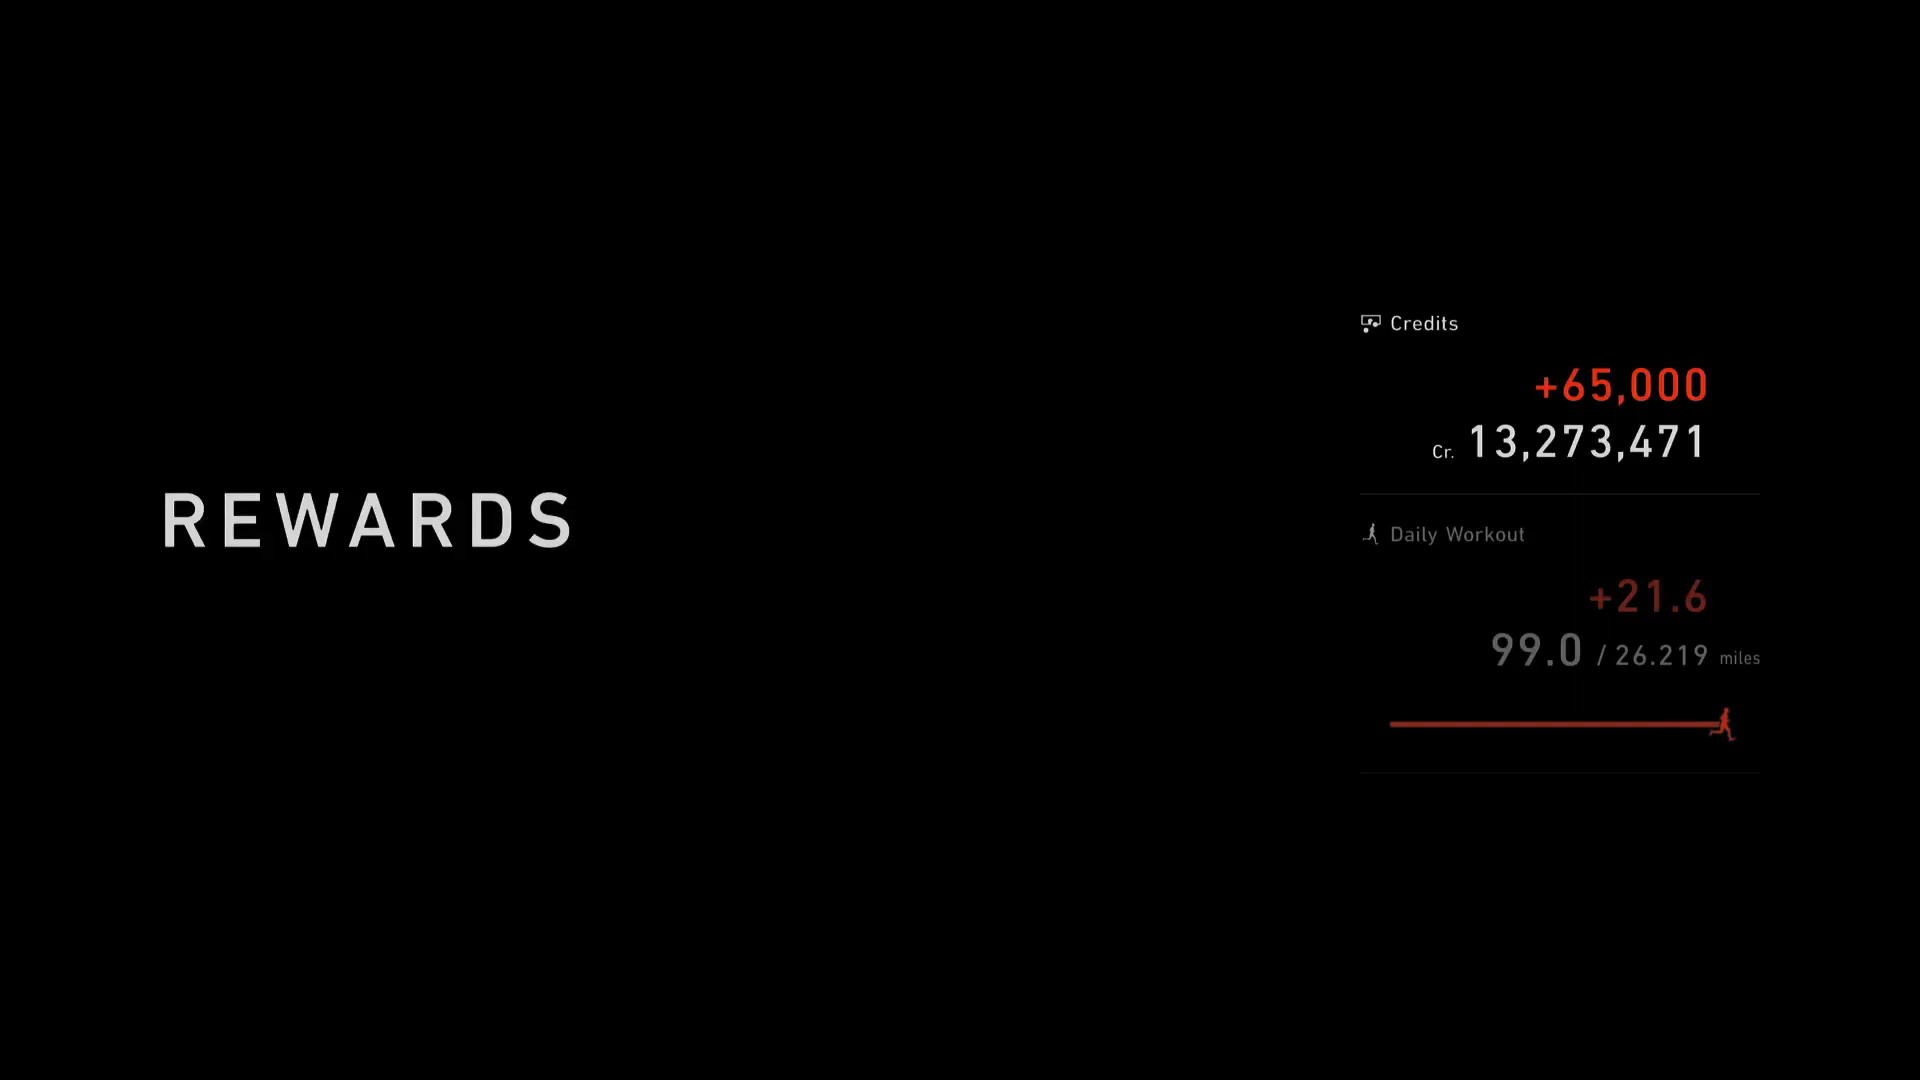 REWARDS
Credits
+65,000
Cr. 13,273,471
Daily Workout
+21.6
99.0 / 26.219 miles